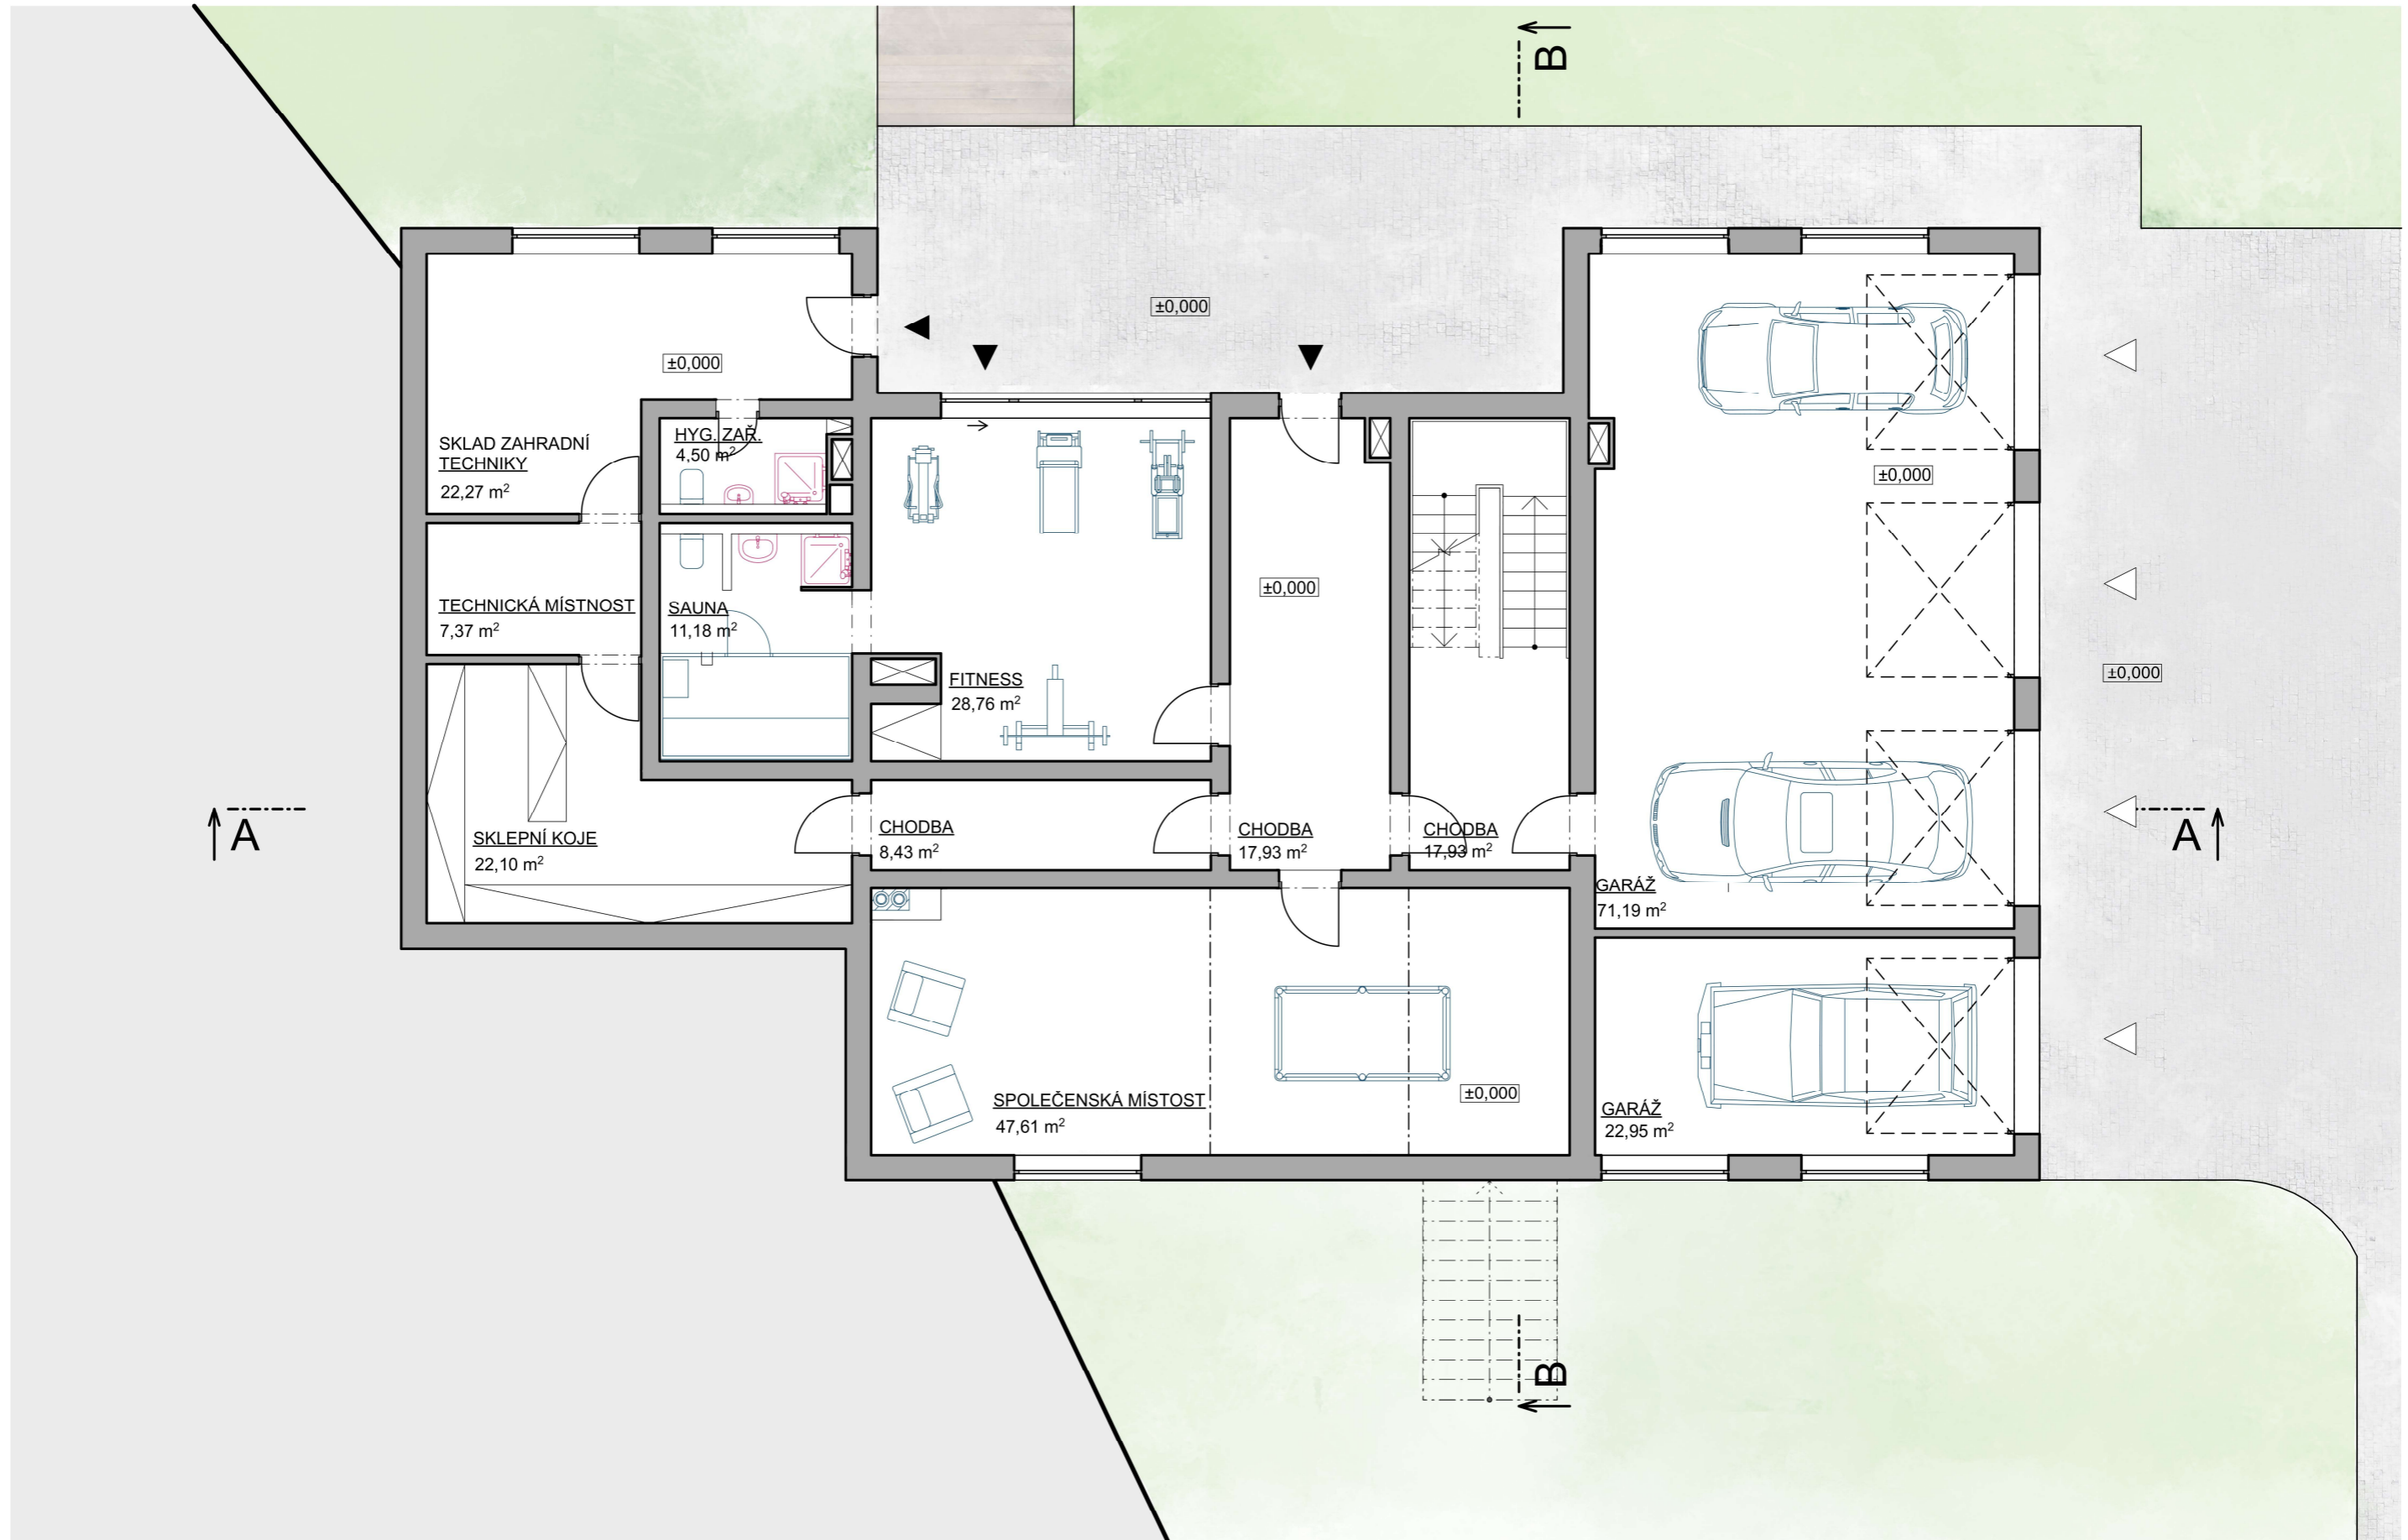 B
±0,000
±0,000
SKLAD ZAHRADNÍ
TECHNIKY
22,27 m²
HYG. ZAŘ.
4,50 m²
±0,000
±0,000
TECHNICKÁ MÍSTNOST
7,37 m²
SAUNA
11,18 m²
FITNESS
28,76 m²
±0,000
A
SKLEPNÍ KOJE
22,10 m²
CHODBA
8,43 m²
CHODBA
17,93 m²
CHODBA
17,93 m²
A
GARÁŽ
71,19 m²
SPOLEČENSKÁ MÍSTOST
47,61 m²
±0,000
GARÁŽ
22,95 m²
B